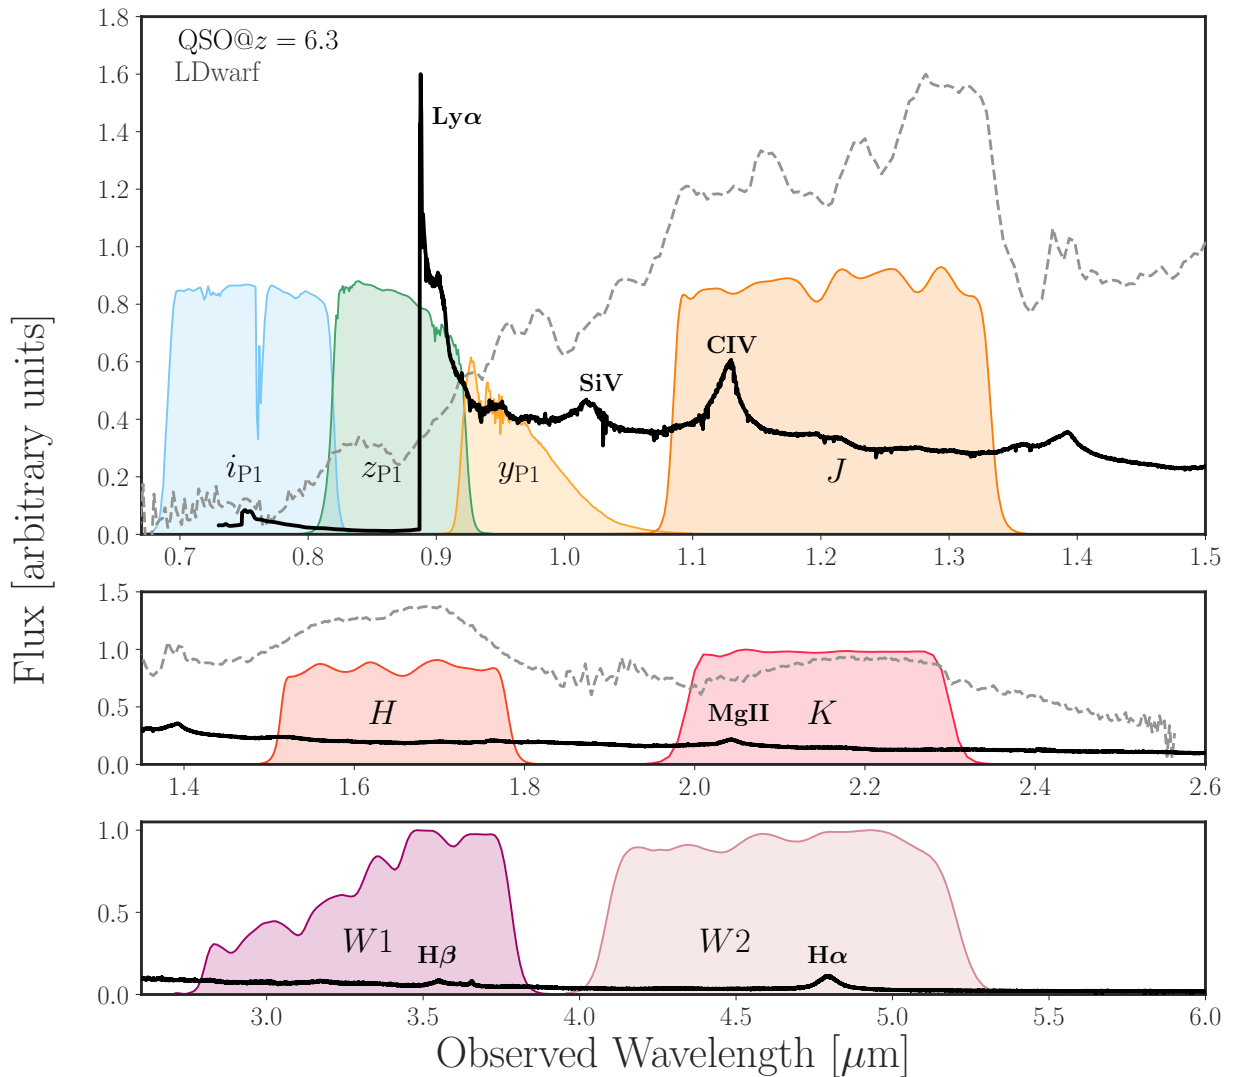 Flux [arbitrary units]
1.8
1.6
1.4
1.2
1.0
0.8
0.6
0.4
0.2
0.0
QSO@z = 6.3
LDwarf
Lyα
SiV
CIV
iP1
zP1
yP1
J
0.7 0.8 0.9 1.0 1.1 1.2 1.3 1.4 1.5
1.5
1.0
0.5
0.0
H
MgII
K
1.4 1.6 1.8 2.0 2.2 2.4 2.6
1.0
0.5
0.0
W1
Hβ
W2
Hα
3.0 3.5 4.0 4.5 5.0 5.5 6.0
Observed Wavelength [μm]